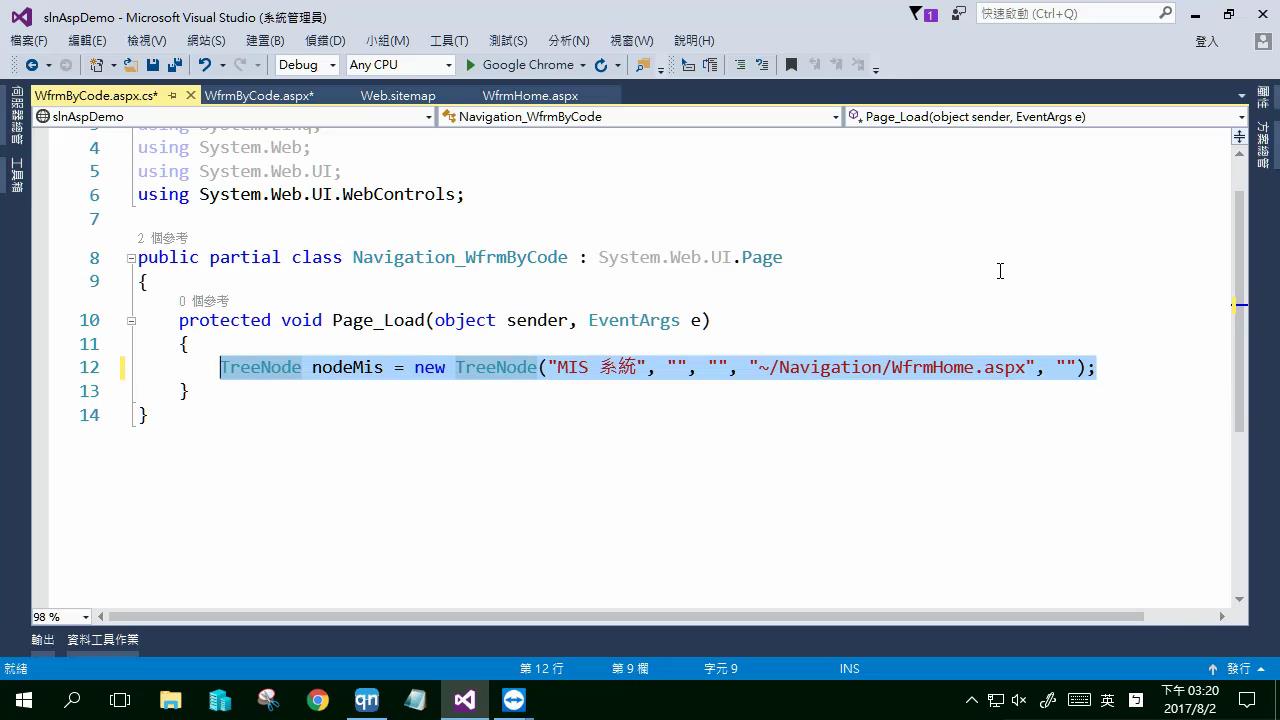 slnAspDemo - Microsoft Visual Studio (系統管理員)
1
快速啟動 (Ctrl+Q)
檔案(F) 編輯(E) 檢視(V) 網站(S) 建置(B) 偵錯(D) 小組(M) 工具(T) 測試(S) 分析(N) 視窗(W) 說明(H)
登入
Debug Any CPU Google Chrome
WfrmByCode.aspx.cs* WfrmByCode.aspx* Web.sitemap WfrmHome.aspx
slnAspDemo Navigation_WfrmByCode Page_Load(object sender, EventArgs e)
伺服器總管
工具箱
屬性
方案總管
3 using System.Linq;
4 using System.Web;
5 using System.Web.UI;
6 using System.Web.UI.WebControls;
7
2 個參考
8 public partial class Navigation_WfrmByCode : System.Web.UI.Page
9 {
0 個參考
10 protected void Page_Load(object sender, EventArgs e)
11 {
12 TreeNode nodeMis = new TreeNode("MIS 系統", "", "", "~/Navigation/WfrmHome.aspx", "");
13 }
14 }
98 %
輸出 資料工具作業
就緒 第 12 行 第 9 欄 字元 9 INS 發行
qn
英
下午 03:20
2017/8/2